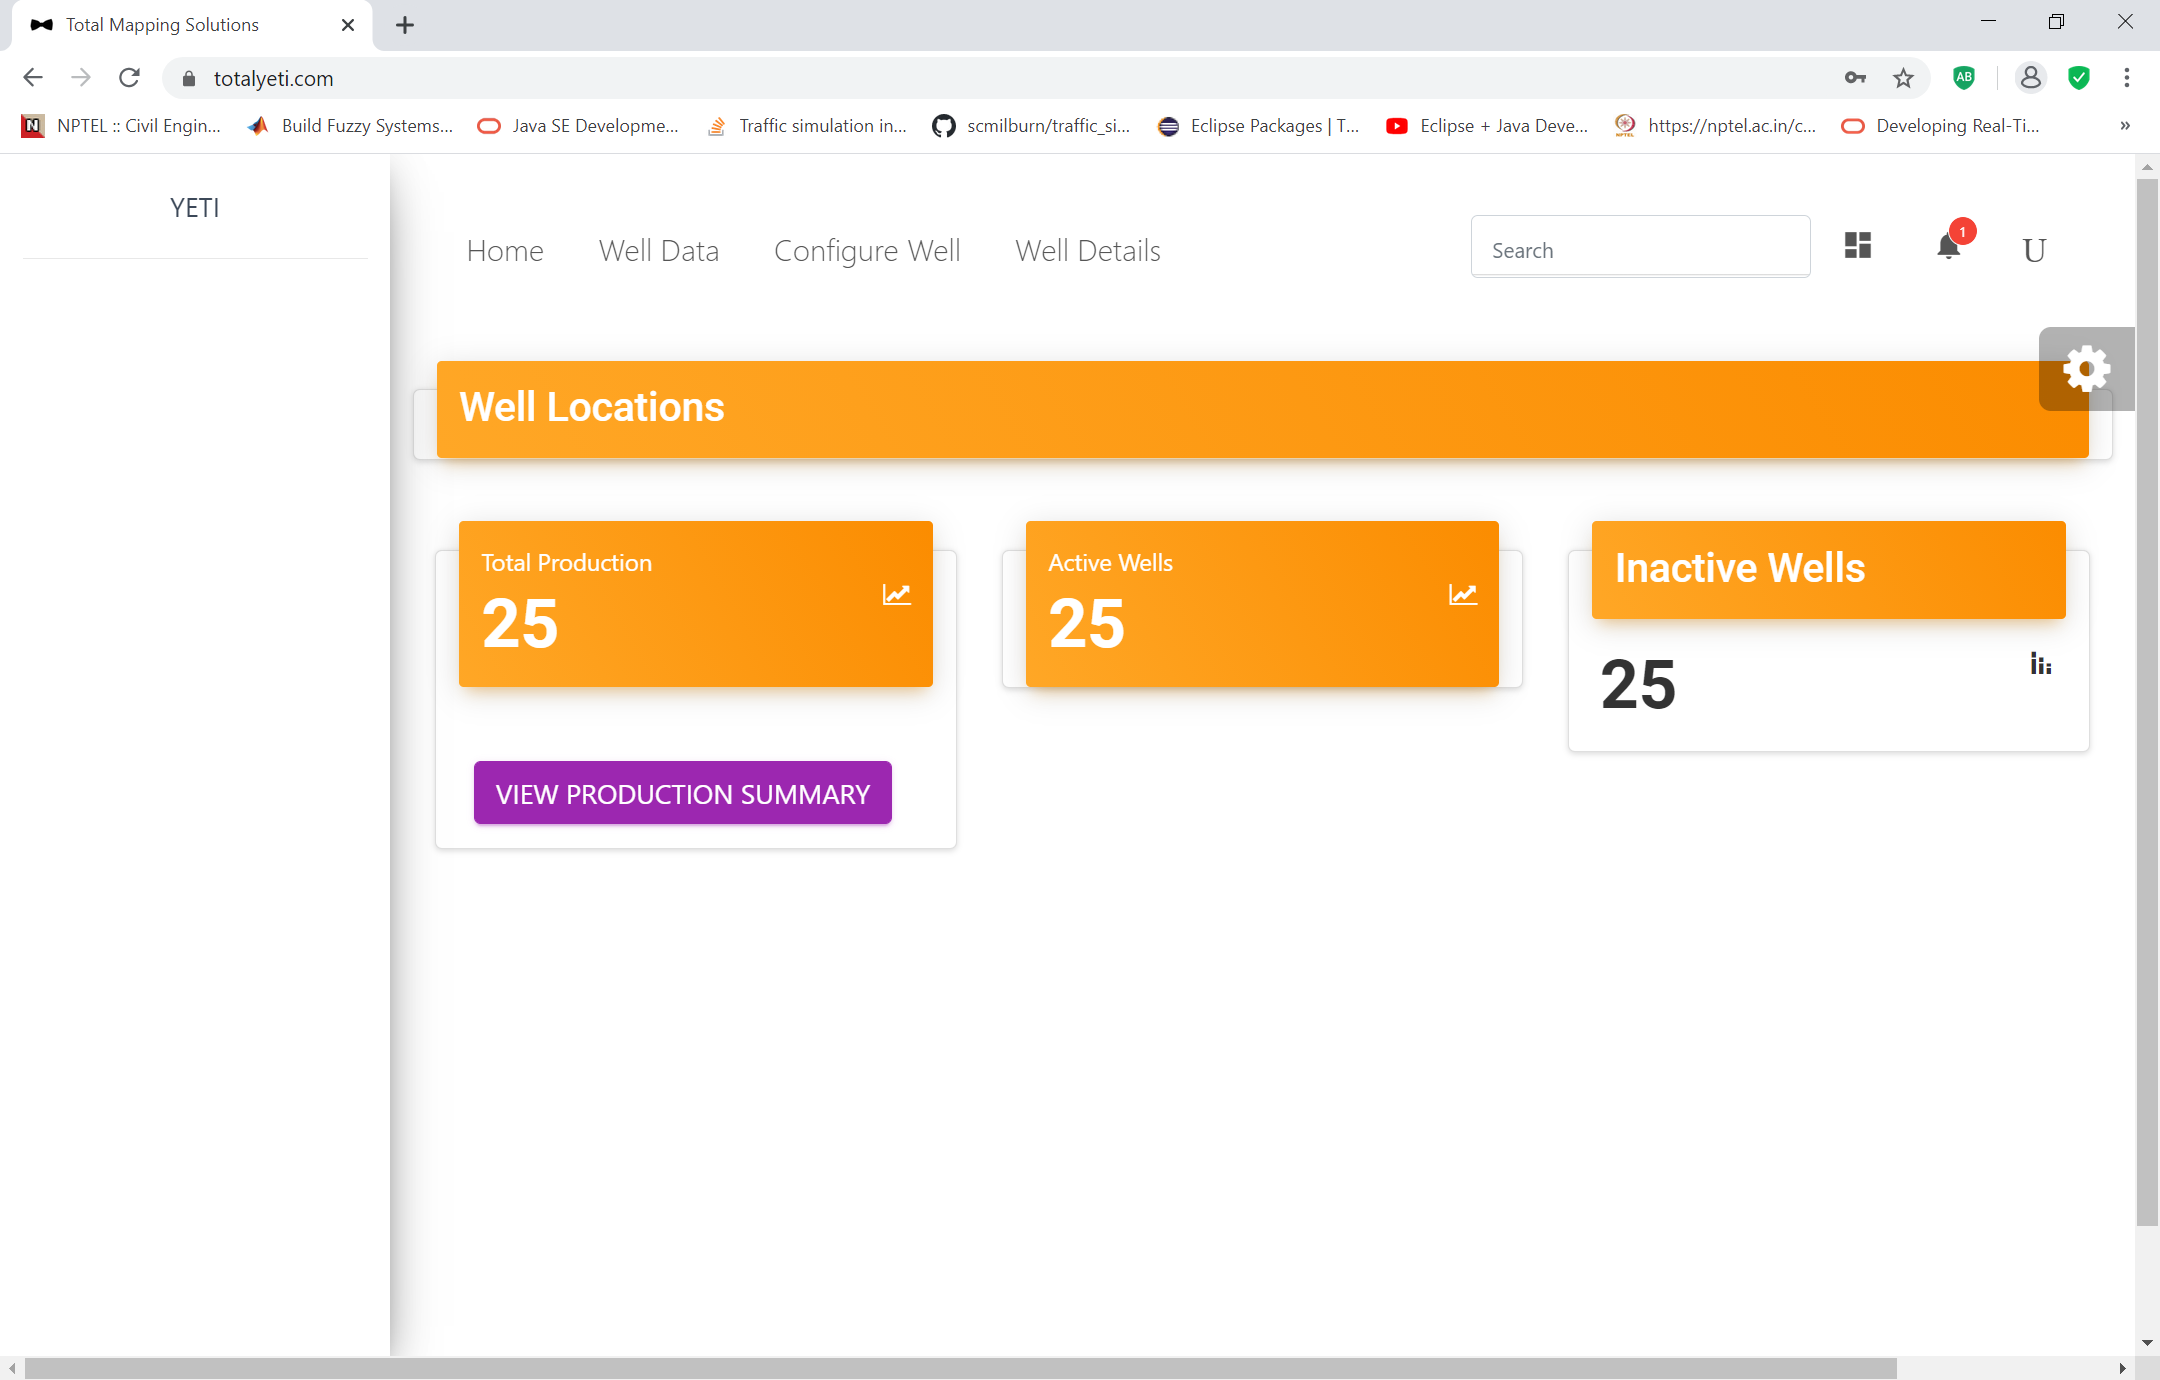 Total Mapping Solutions
totalyeti.com
AB
NPTEL :: Civil Engin...
Build Fuzzy Systems...
Java SE Developme...
Traffic simulation in...
scmilburn/traffic_si...
Eclipse Packages | T...
Eclipse + Java Deve...
https://nptel.ac.in/c...
Developing Real-Ti...
»
YETI
Home
Well Data
Configure Well
Well Details
Search
1
U
Well Locations
Total Production
25
Active Wells
25
Inactive Wells
25
VIEW PRODUCTION SUMMARY